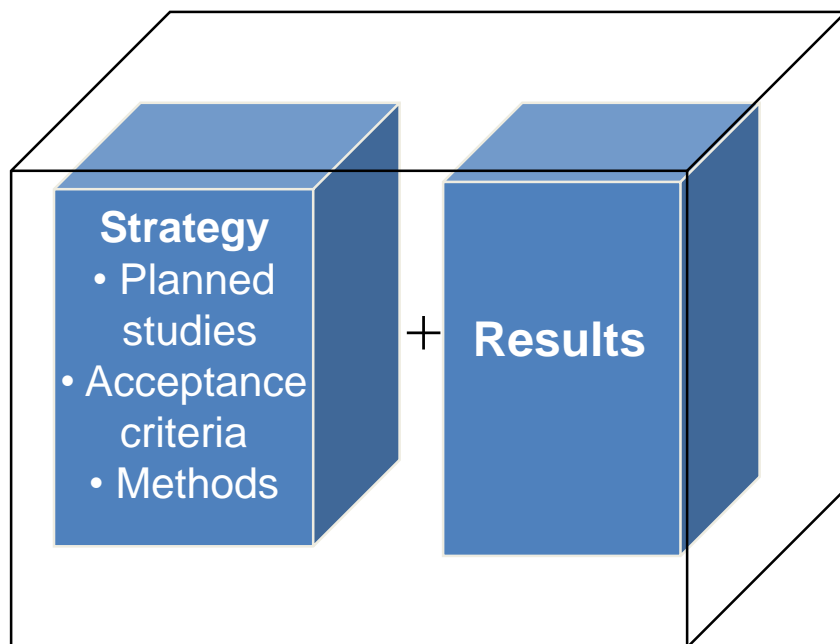 Strategy
• Planned
studies
• Acceptance
criteria
• Methods
+
Results